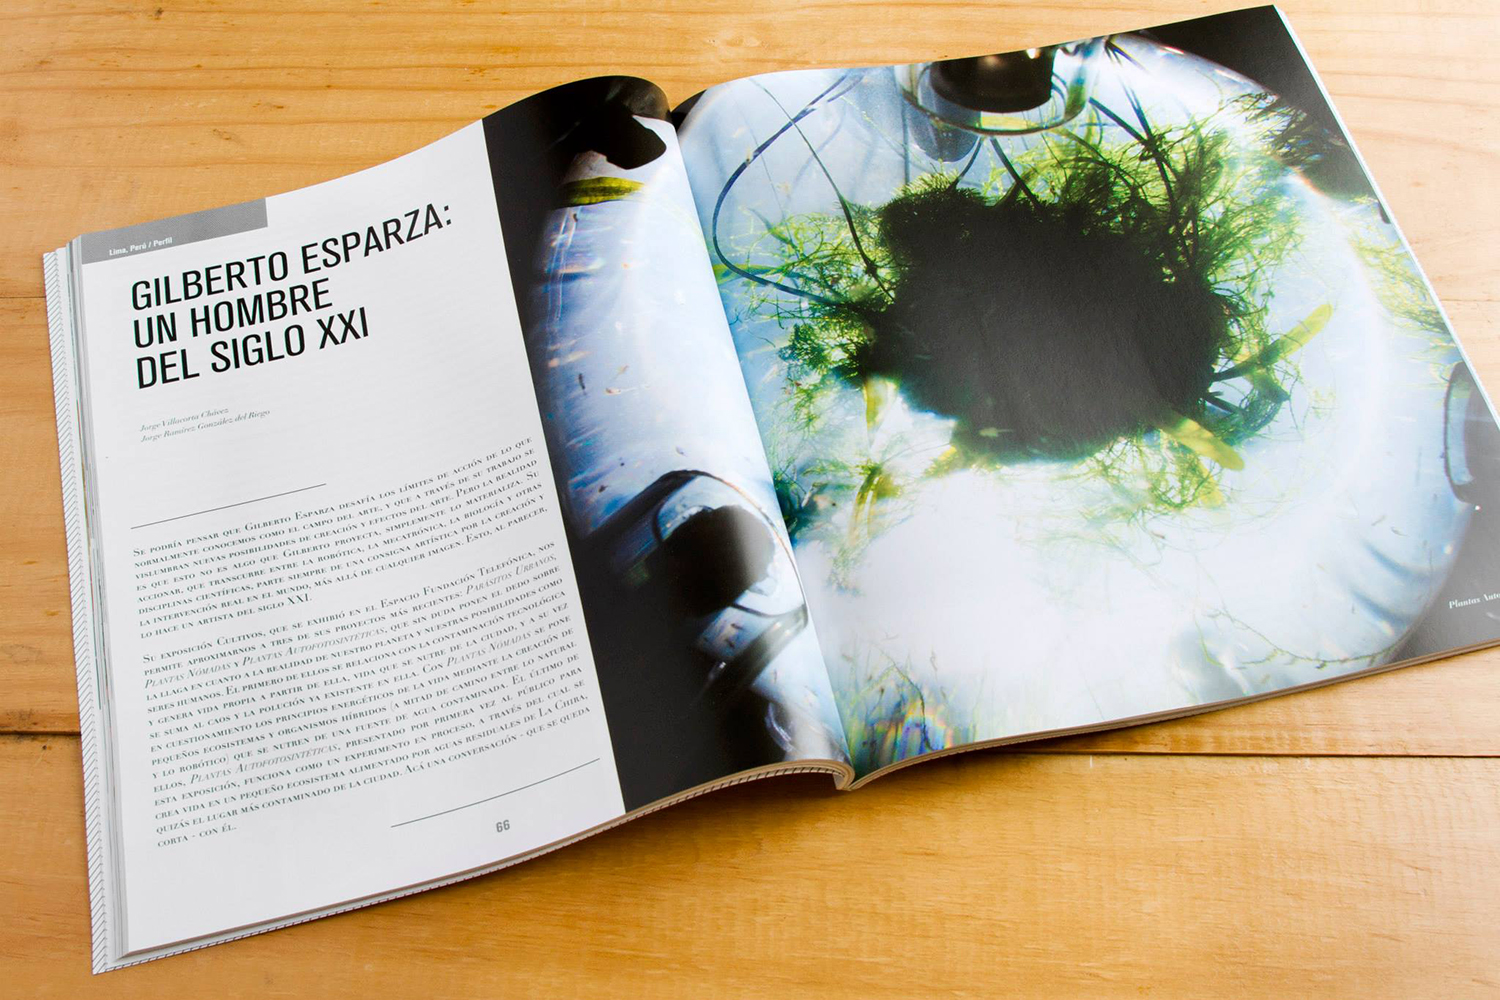 Lima, Perú / Perfil
GILBERTO ESPARZA:
UN HOMBRE
DEL SIGLO XXI
Jorge Villacorta Chávez
Jorge Ramírez González del Riego
SE PODRÍA PENSAR QUE GILBERTO ESPARZA DESAFÍA LOS LÍMITES DE ACCIÓN DE LO QUE
NORMALMENTE CONOCEMOS COMO EL CAMPO DEL ARTE, Y QUE A TRAVÉS DE SU TRABAJO SE
VISLUMBRAN NUEVAS POSIBILIDADES DE CREACIÓN Y EFECTOS DEL ARTE. PERO LA REALIDAD
ES QUE ESTO NO ES ALGO QUE GILBERTO PROYECTA, SIMPLEMENTE LO MATERIALIZA. SU
ACCIONAR, QUE TRANSCURRE ENTRE LA ROBÓTICA, LA MECATRÓNICA, LA BIOLOGÍA Y OTRAS
DISCIPLINAS CIENTÍFICAS, PARTE SIEMPRE DE UNA CONSIGNA ARTÍSTICA POR LA CREACIÓN Y
LA INTERVENCIÓN REAL EN EL MUNDO, MÁS ALLÁ DE CUALQUIER IMAGEN. ESTO, AL PARECER,
LO HACE UN ARTISTA DEL SIGLO XXI.
SU EXPOSICIÓN CULTIVOS, QUE SE EXHIBIÓ EN EL ESPACIO FUNDACIÓN TELEFÓNICA, NOS
PERMITE APROXIMARNOS A TRES DE SUS PROYECTOS MÁS RECIENTES: PARÁSITOS URBANOS,
PLANTAS NÓMADAS Y PLANTAS AUTOFOTOSINTÉTICAS, QUE SIN DUDA PONEN EL DEDO SOBRE
LA LLAGA EN CUANTO A LA REALIDAD DE NUESTRO PLANETA Y NUESTRAS POSIBILIDADES COMO
SERES HUMANOS. EL PRIMERO DE ELLOS SE RELACIONA CON LA CONTAMINACIÓN TECNOLÓGICA
Y GENERA VIDA PROPIA A PARTIR DE ELLA, VIDA QUE SE NUTRE DE LA CIUDAD, Y A SU VEZ
SE SUMA AL CAOS Y LA POLUCIÓN YA EXISTENTE EN ELLA. CON PLANTAS NÓMADAS SE PONE
EN CUESTIONAMIENTO LOS PRINCIPIOS ENERGÉTICOS DE LA VIDA MEDIANTE LA CREACIÓN DE
PEQUEÑOS ECOSISTEMAS Y ORGANISMOS HÍBRIDOS (A MITAD DE CAMINO ENTRE LO NATURAL
Y LO ROBÓTICO) QUE SE NUTREN DE UNA FUENTE DE AGUA CONTAMINADA. EL ÚLTIMO DE
ELLOS, PLANTAS AUTOFOTOSINTÉTICAS, PRESENTADO POR PRIMERA VEZ AL PÚBLICO PARA
ESTA EXPOSICIÓN, FUNCIONA COMO UN EXPERIMENTO EN PROCESO, A TRAVÉS DEL CUAL SE
CREA VIDA EN UN PEQUEÑO ECOSISTEMA ALIMENTADO POR AGUAS RESIDUALES DE LA CHIRA,
QUIZÁS EL LUGAR MÁS CONTAMINADO DE LA CIUDAD. ACÁ UNA CONVERSACIÓN - QUE SE QUEDA
CORTA - CON ÉL.
66
Plantas